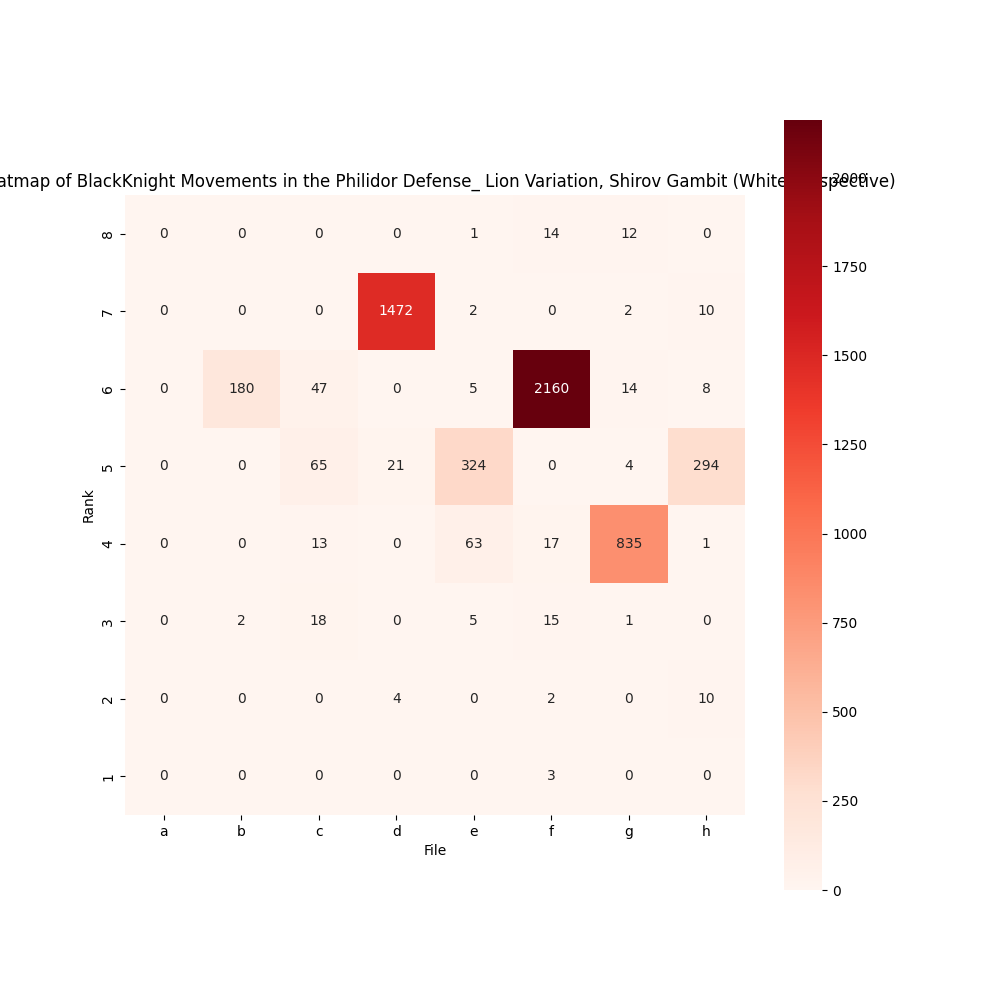 atmap of BlackKnight Movements in the Philidor Defense_ Lion Variation, Shirov Gambit (White spective)
2000
8 0 0 0 0 1 14 12 0
1750
7 0 0 0 1472 2 0 2 10
1500
6 0 180 47 0 5 2160 14 8
1250
5 0 0 65 21 324 0 4 294
Rank
1000
4 0 0 13 0 63 17 835 1
750
3 0 2 18 0 5 15 1 0
500
2 0 0 0 4 0 2 0 10
250
1 0 0 0 0 0 3 0 0
a b c d e f g h
File
0